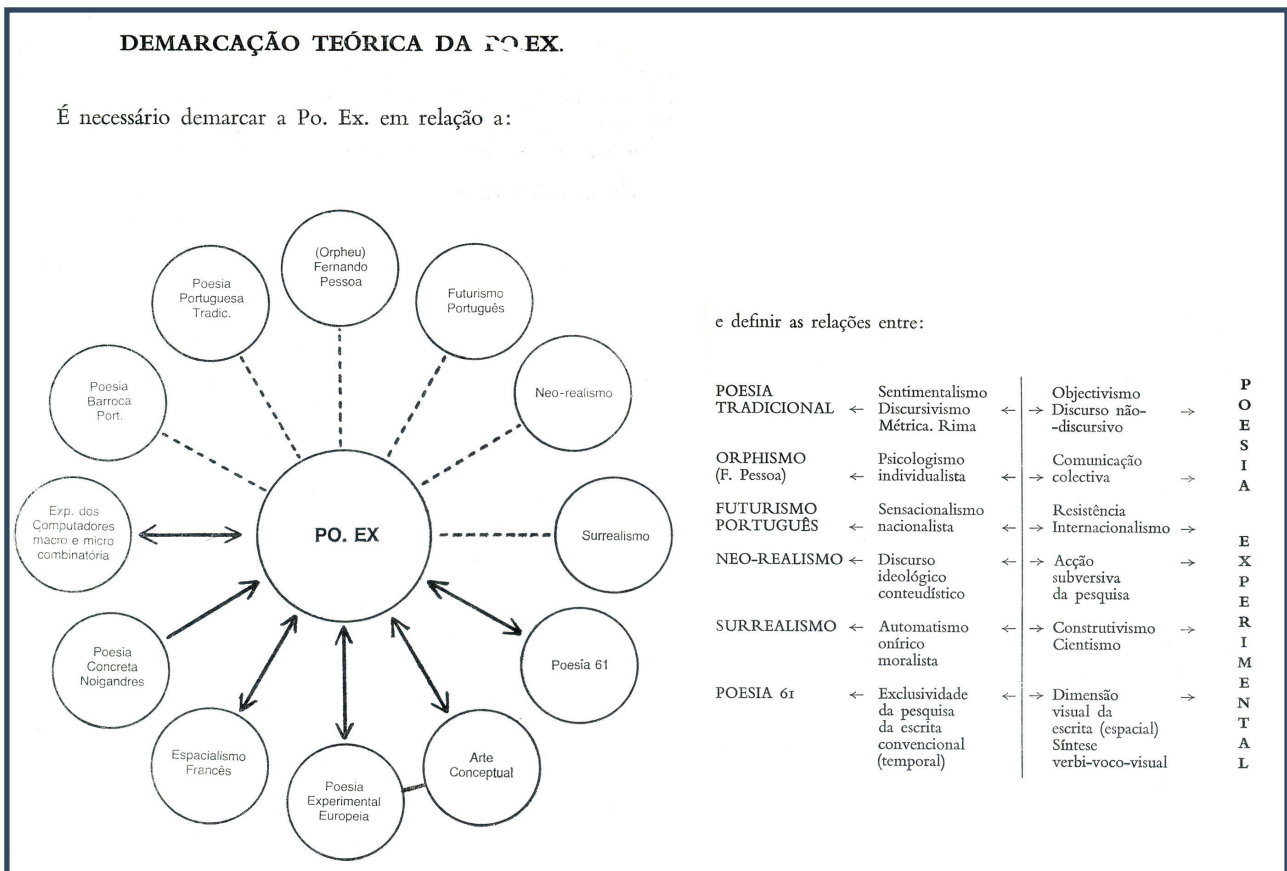 DEMARCAÇÃO TEÓRICA DA PO.EX.
É necessário demarcar a Po. Ex. em relação a:
(Orpheu)
Fernando
Pessoa
Futurismo
Português
Neo-realismo
Surrealismo
Poesia 61
Arte
Conceptual
Poesia
Experimental
Europeia
Espacialismo
Francês
Poesia
Concreta
Noigandres
Exp. dos
Computadores
macro e micro
combinatória
Poesia
Barroca
Port.
Poesia
Portuguesa
Tradic.
PO. EX
e definir as relações entre:
POESIA Sentimentalismo Objectivismo
TRADICIONAL ← Discursivismo ← → Discurso não- →
Métrica. Rima -discursivo
ORPHISMO Psicologismo Comunicação
(F. Pessoa) ← individualista ← → colectiva →
FUTURISMO Sensacionalismo Resistência
PORTUGUÊS ← nacionalista ← → Internacionalismo →
NEO-REALISMO ← Discurso ← → Acção →
ideológico subversiva
conteudístico da pesquisa
SURREALISMO ← Automatismo ← → Construtivismo →
onírico Cientismo
moralista
POESIA 61 ← Exclusividade ← → Dimensão →
da pesquisa visual da
da escrita escrita (espacial)
convencional Síntese
(temporal) verbi-voco-visual
POESIA EXPERIMENTAL